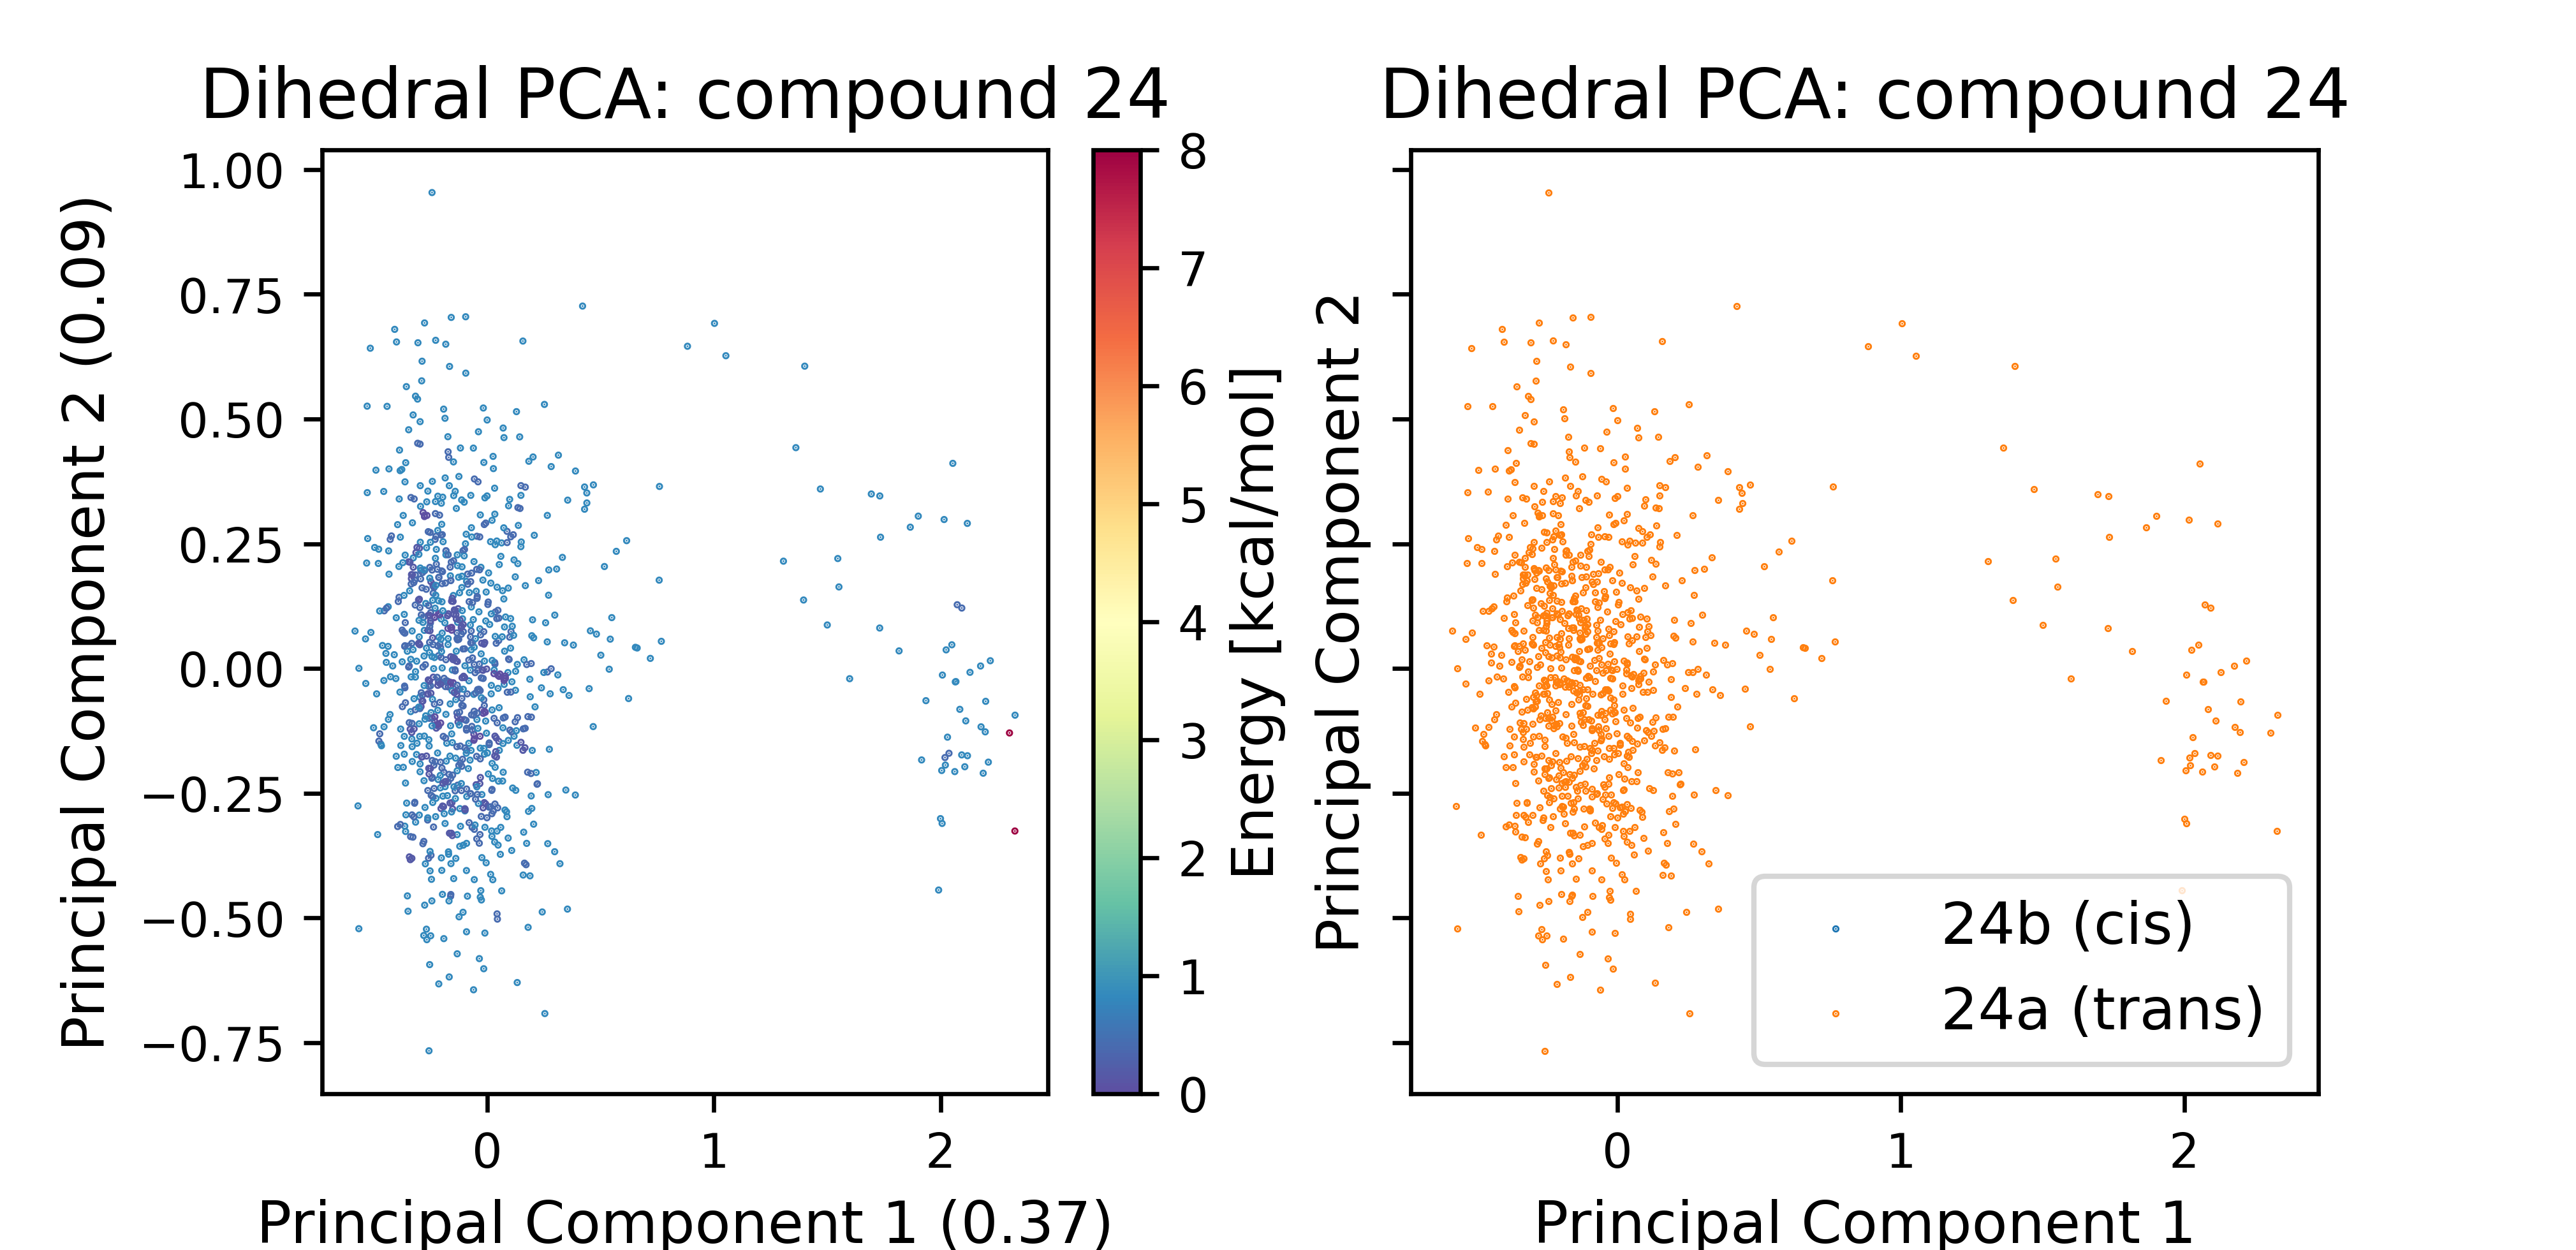 Dihedral PCA: compound 24
Principal Component 2 (0.09)
1.00
0.75
0.50
0.25
0.00
−0.25
−0.50
−0.75
0
1
2
Principal Component 1 (0.37)
8
7
6
5
4
3
2
1
0
Energy [kcal/mol]
Dihedral PCA: compound 24
Principal Component 2
24b (cis)
24a (trans)
0
1
2
Principal Component 1